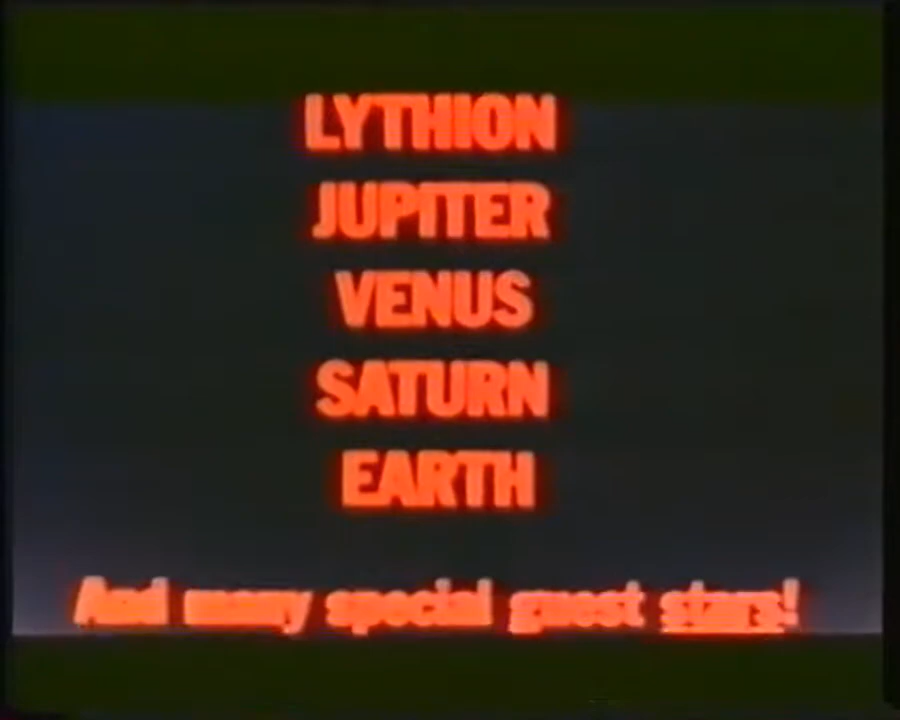 LYTHION
JUPITER
VENUS
SATURN
EARTH
And many special guest stars!